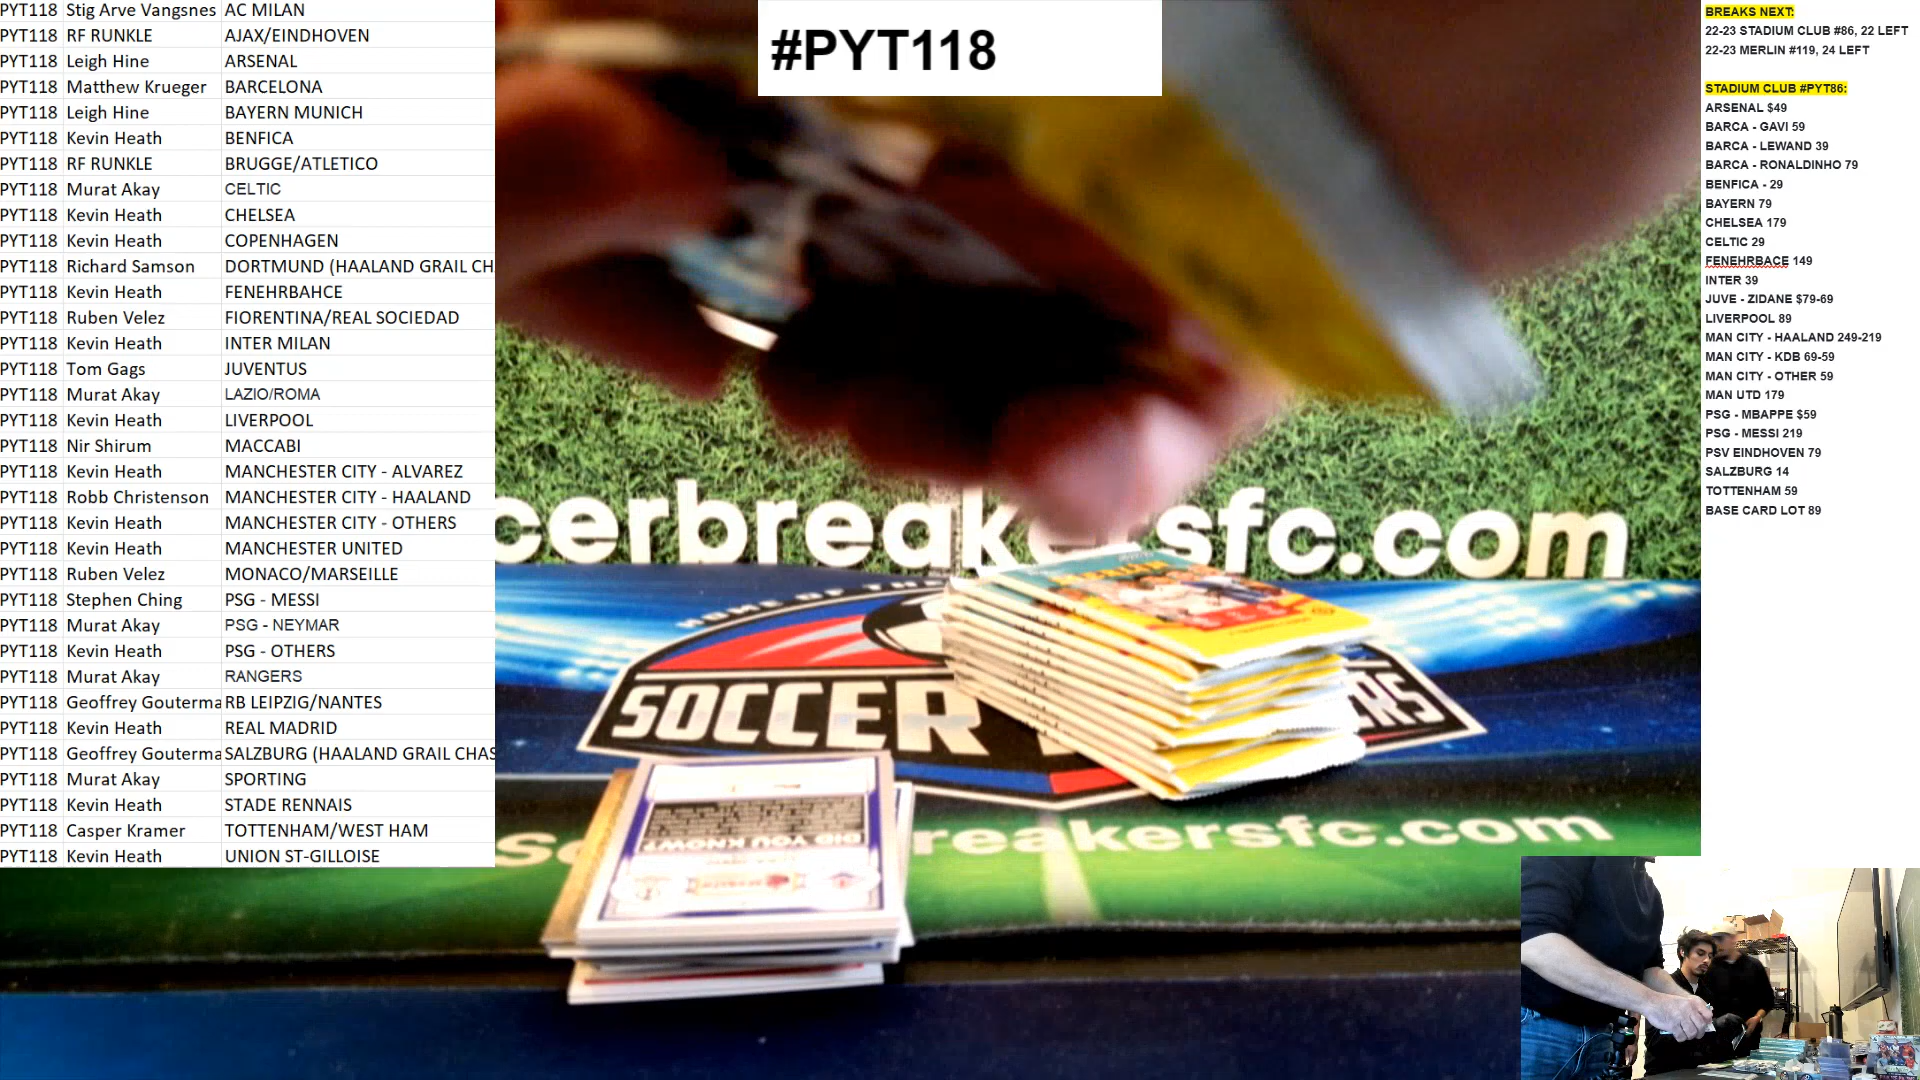 PYT118 Stig Arve Vangsnes AC MILAN
PYT118 RF RUNKLE AJAX/EINDHOVEN
PYT118 Leigh Hine ARSENAL
PYT118 Matthew Krueger BARCELONA
PYT118 Leigh Hine BAYERN MUNICH
PYT118 Kevin Heath BENFICA
PYT118 RF RUNKLE BRUGGE/ATLETICO
PYT118 Murat Akay CELTIC
PYT118 Kevin Heath CHELSEA
PYT118 Kevin Heath COPENHAGEN
PYT118 Richard Samson DORTMUND (HAALAND GRAIL CH
PYT118 Kevin Heath FENEHRBAHCE
PYT118 Ruben Velez FIORENTINA/REAL SOCIEDAD
PYT118 Kevin Heath INTER MILAN
PYT118 Tom Gags JUVENTUS
PYT118 Murat Akay LAZIO/ROMA
PYT118 Kevin Heath LIVERPOOL
PYT118 Nir Shirum MACCABI
PYT118 Kevin Heath MANCHESTER CITY - ALVAREZ
PYT118 Robb Christenson MANCHESTER CITY - HAALAND
PYT118 Kevin Heath MANCHESTER CITY - OTHERS
PYT118 Kevin Heath MANCHESTER UNITED
PYT118 Ruben Velez MONACO/MARSEILLE
PYT118 Stephen Ching PSG - MESSI
PYT118 Murat Akay PSG - NEYMAR
PYT118 Kevin Heath PSG - OTHERS
PYT118 Murat Akay RANGERS
PYT118 Geoffrey Gouterma RB LEIPZIG/NANTES
PYT118 Kevin Heath REAL MADRID
PYT118 Geoffrey Gouterma SALZBURG (HAALAND GRAIL CHAS
PYT118 Murat Akay SPORTING
PYT118 Kevin Heath STADE RENNAIS
PYT118 Casper Kramer TOTTENHAM/WEST HAM
PYT118 Kevin Heath UNION ST-GILLOISE
#PYT118
cerbreakersfc.com
HOME OF THE
SOCCER
ERS
breakersfc.com
DID YOU KNOW?
BREAKS NEXT:
22-23 STADIUM CLUB #86, 22 LEFT
22-23 MERLIN #119, 24 LEFT
STADIUM CLUB #PYT86:
ARSENAL $49
BARCA - GAVI 59
BARCA - LEWAND 39
BARCA - RONALDINHO 79
BENFICA - 29
BAYERN 79
CHELSEA 179
CELTIC 29
FENEHRBACE 149
INTER 39
JUVE - ZIDANE $79-69
LIVERPOOL 89
MAN CITY - HAALAND 249-219
MAN CITY - KDB 69-59
MAN CITY - OTHER 59
MAN UTD 179
PSG - MBAPPE $59
PSG - MESSI 219
PSV EINDHOVEN 79
SALZBURG 14
TOTTENHAM 59
BASE CARD LOT 89